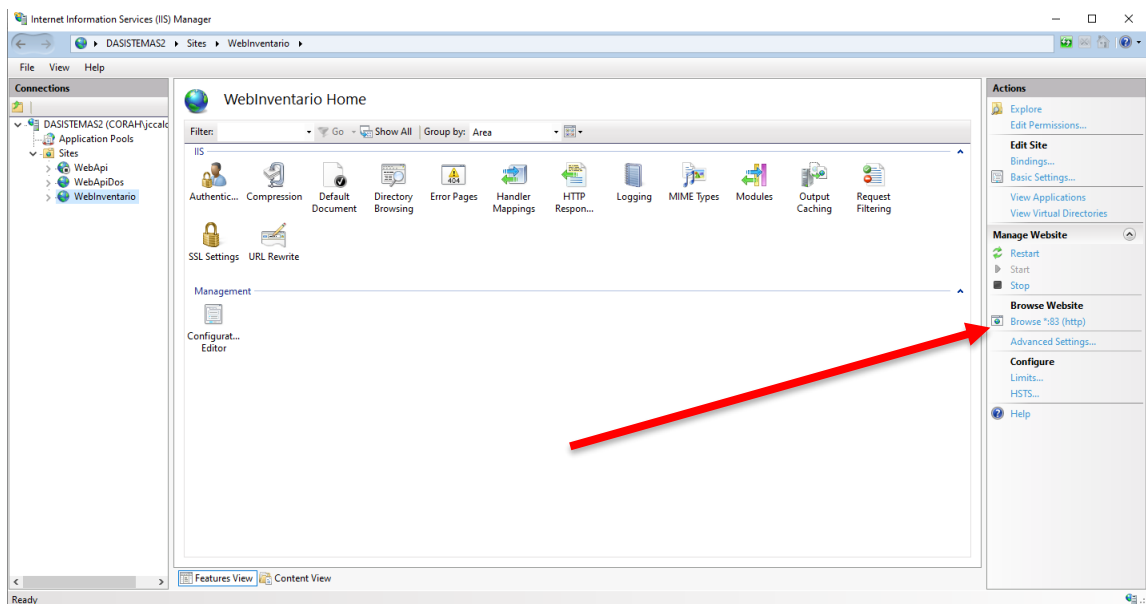 Internet Information Services (IIS) Manager
DASISTEMAS2 Sites WebInventario
File View Help
Connections
DASISTEMAS2 (CORAH\jccalc
Application Pools
Sites
WebApi
WebApiDos
WebInventario
WebInventario Home
Filter: Go Show All Group by: Area
IIS
Authentic... Compression Default Document Directory Browsing Error Pages Handler Mappings HTTP Respon... Logging MIME Types Modules Output Caching Request Filtering
404
SSL Settings URL Rewrite
Management
Configurat... Editor
Features View Content View
Actions
Explore
Edit Permissions...
Edit Site
Bindings...
Basic Settings...
View Applications
View Virtual Directories
Manage Website
Restart
Start
Stop
Browse Website
Browse *:83 (http)
Advanced Settings...
Configure
Limits...
HSTS...
Help
Ready